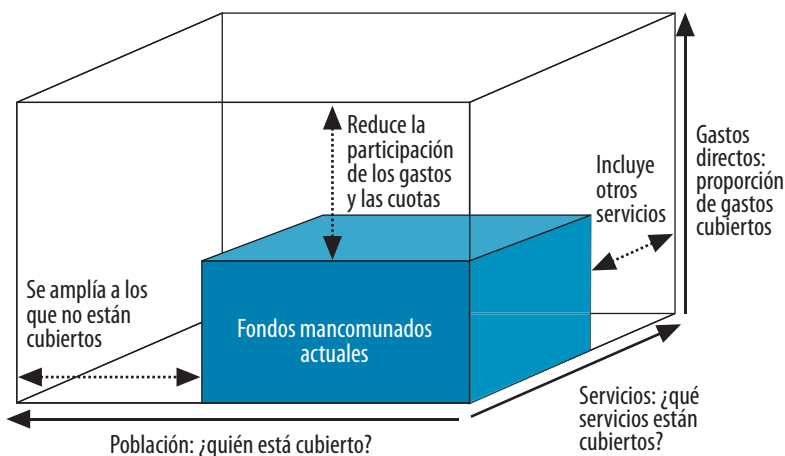 Reduce la
participación
de los gastos
y las cuotas
Incluye
otros
servicios
Gastos
directos:
proporción
de gastos
cubiertos
Se amplía a los
que no están
cubiertos
Fondos mancomunados
actuales
Servicios: ¿qué
servicios están
cubiertos?
Población: ¿quién está cubierto?